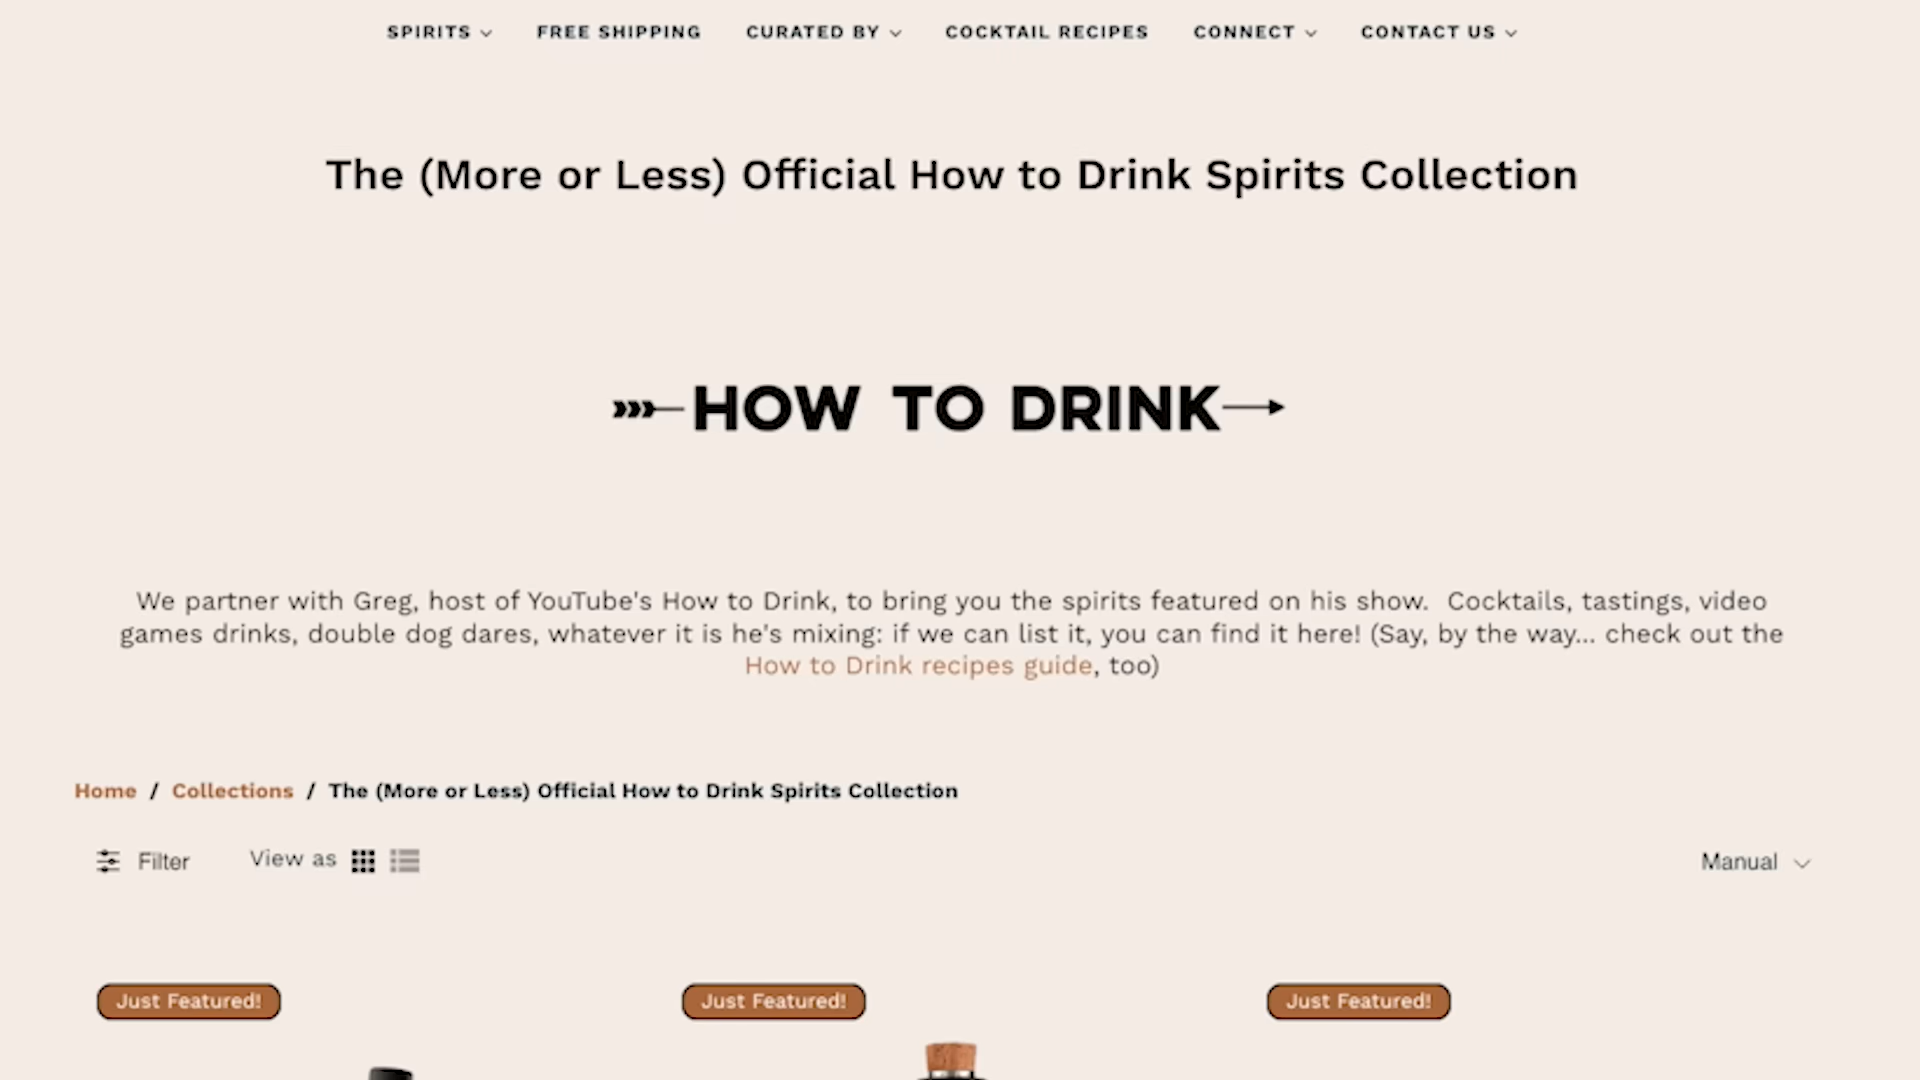 SPIRITS FREE SHIPPING CURATED BY COCKTAIL RECIPES CONNECT CONTACT US
The (More or Less) Official How to Drink Spirits Collection
HOW TO DRINK
We partner with Greg, host of YouTube's How to Drink, to bring you the spirits featured on his show. Cocktails, tastings, video
games drinks, double dog dares, whatever it is he's mixing: if we can list it, you can find it here! (Say, by the way... check out the
How to Drink recipes guide, too)
Home / Collections / The (More or Less) Official How to Drink Spirits Collection
Filter View as Manual
Just Featured! Just Featured! Just Featured!